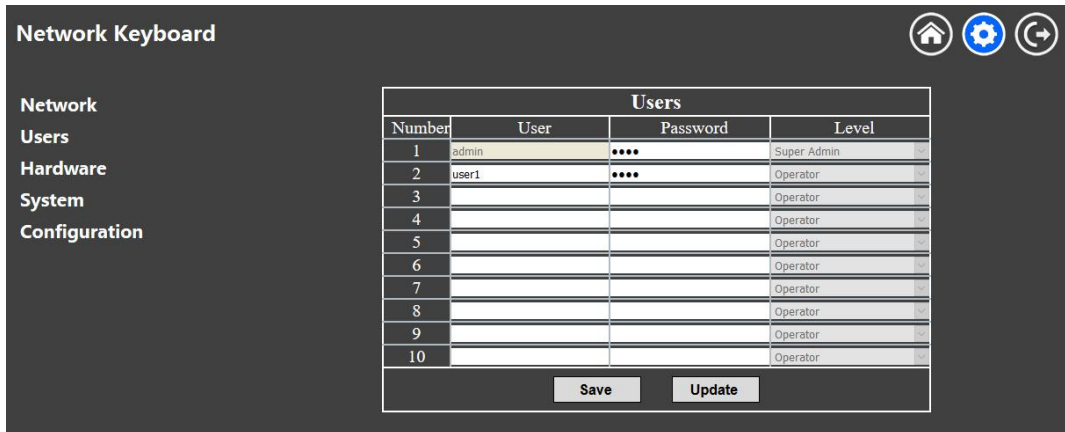 Network Keyboard
Network
Users
Hardware
System
Configuration
Users
Number User Password Level
1 admin •••• Super Admin
2 user1 •••• Operator
3 Operator
4 Operator
5 Operator
6 Operator
7 Operator
8 Operator
9 Operator
10 Operator
Save Update